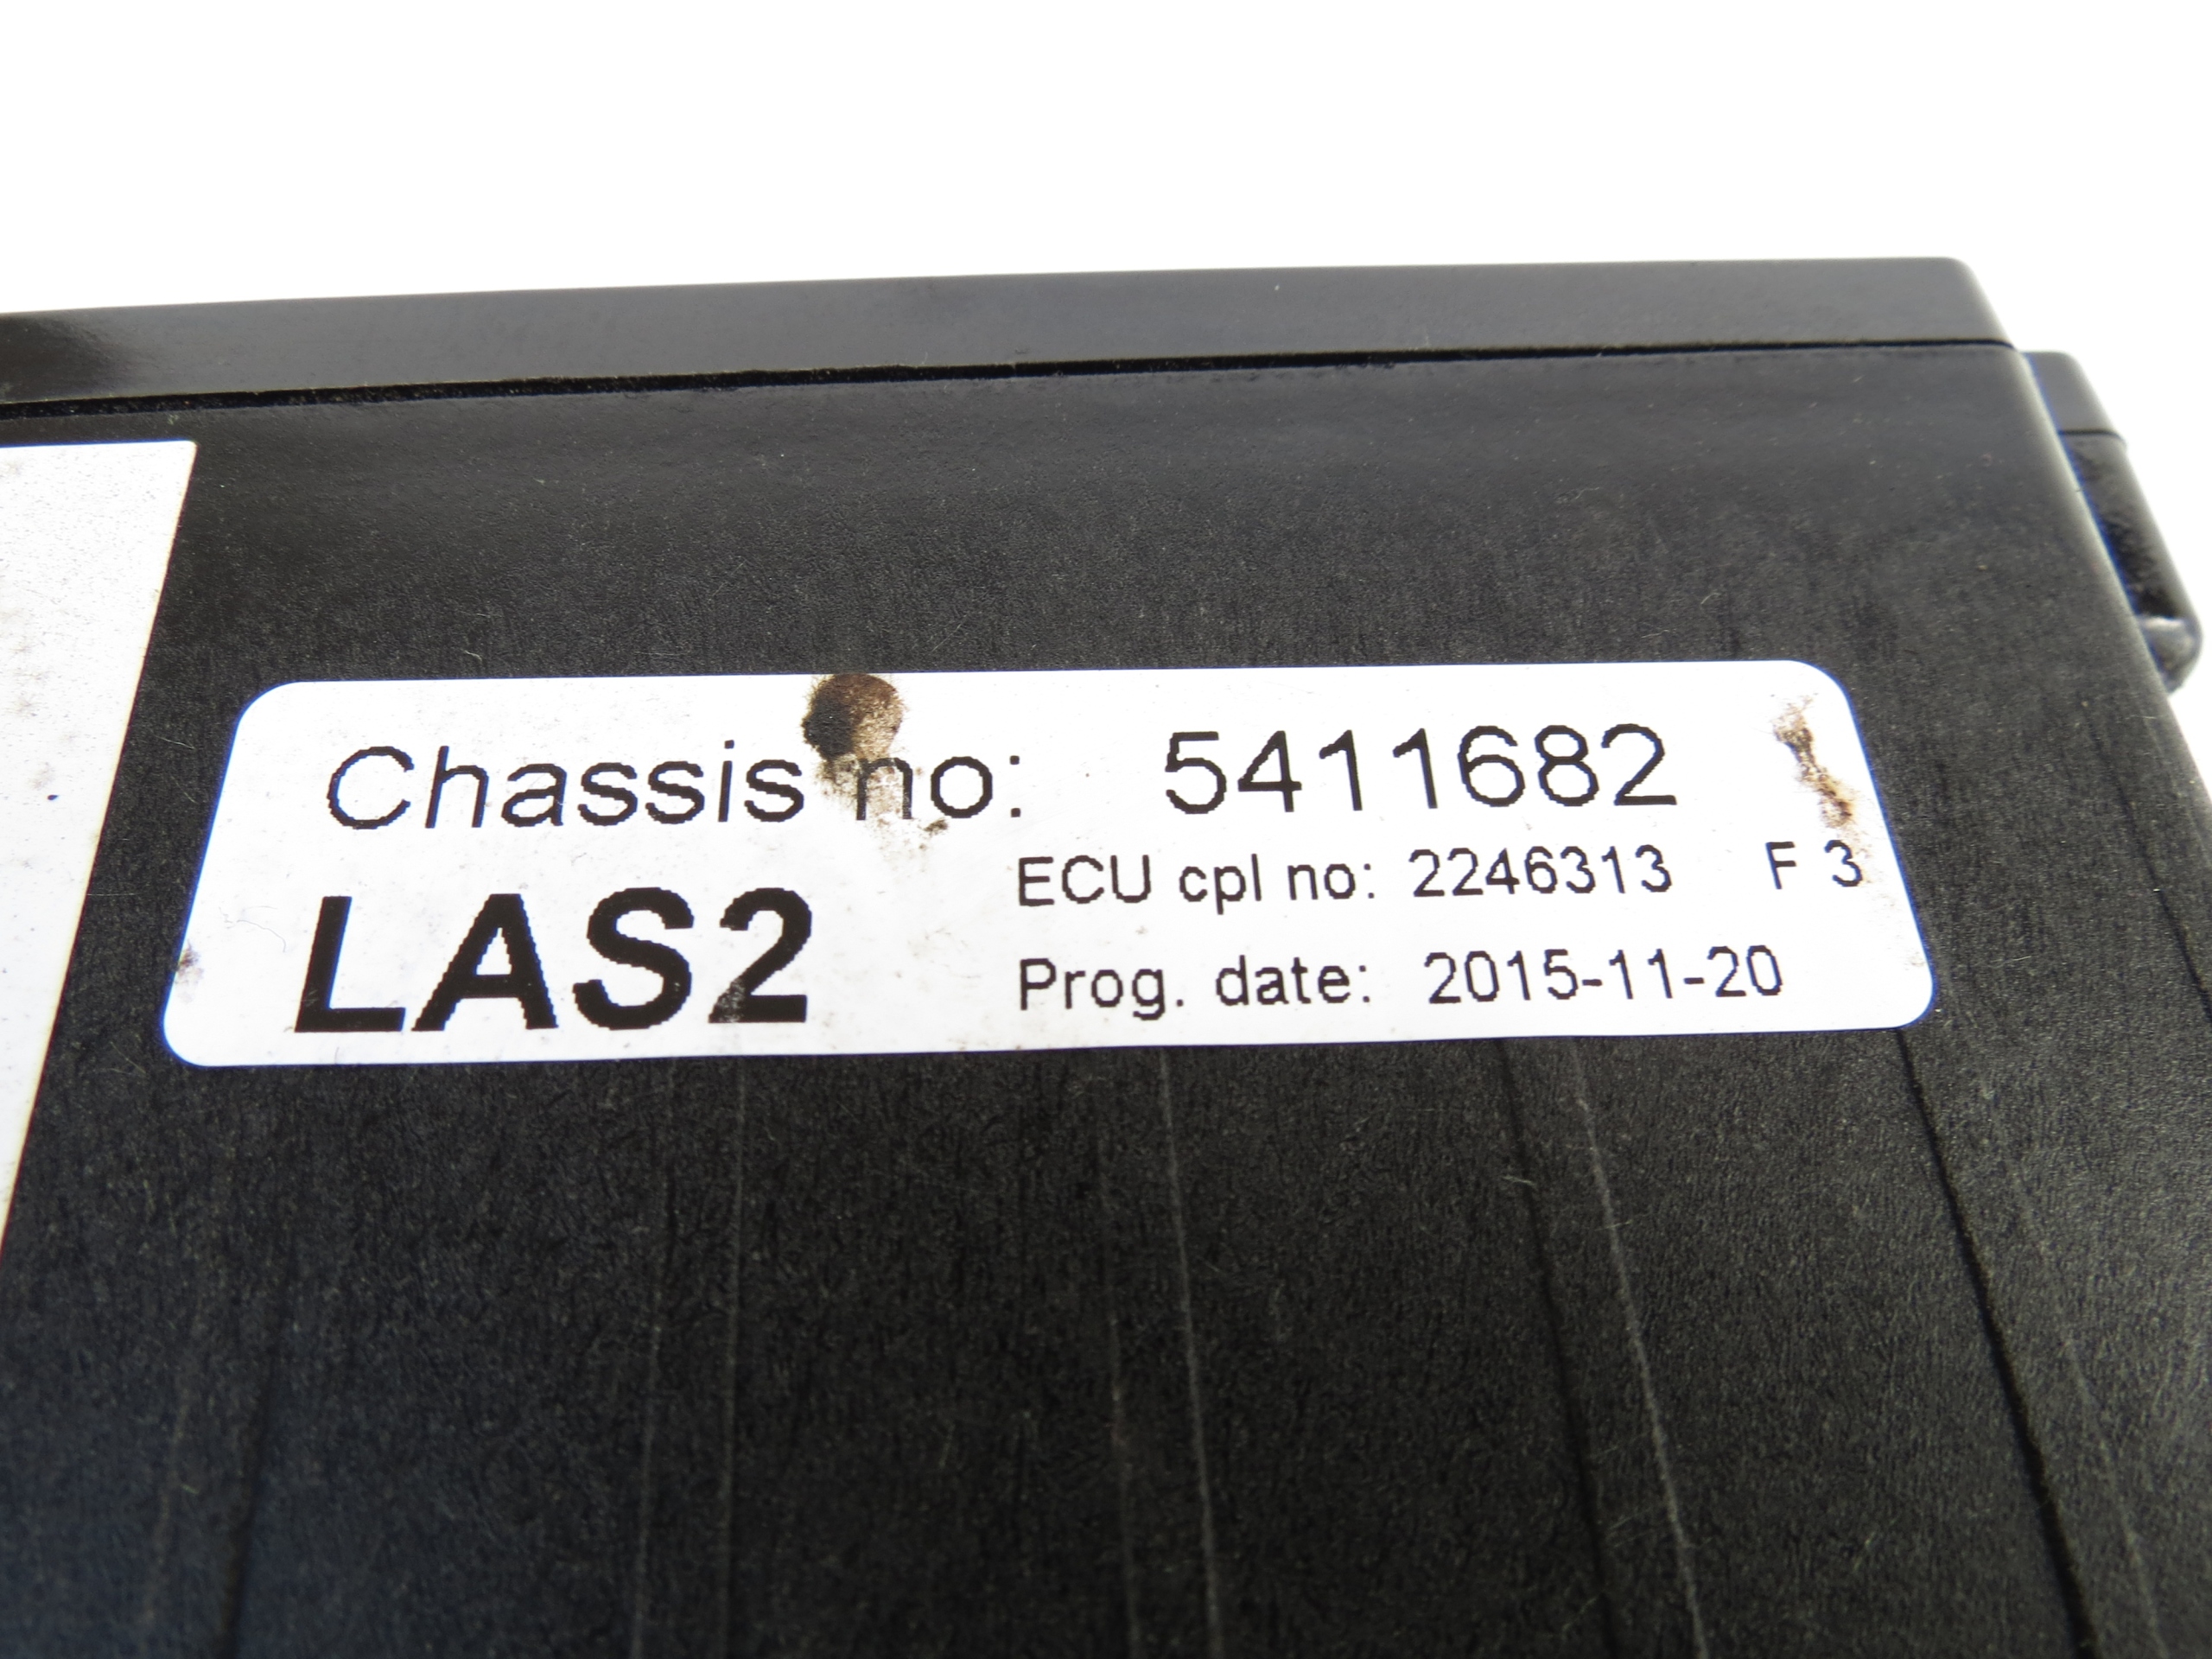 Chassis no: 5411682
ECU cpl no: 2246313 F 3
LAS2
Prog. date: 2015-11-20